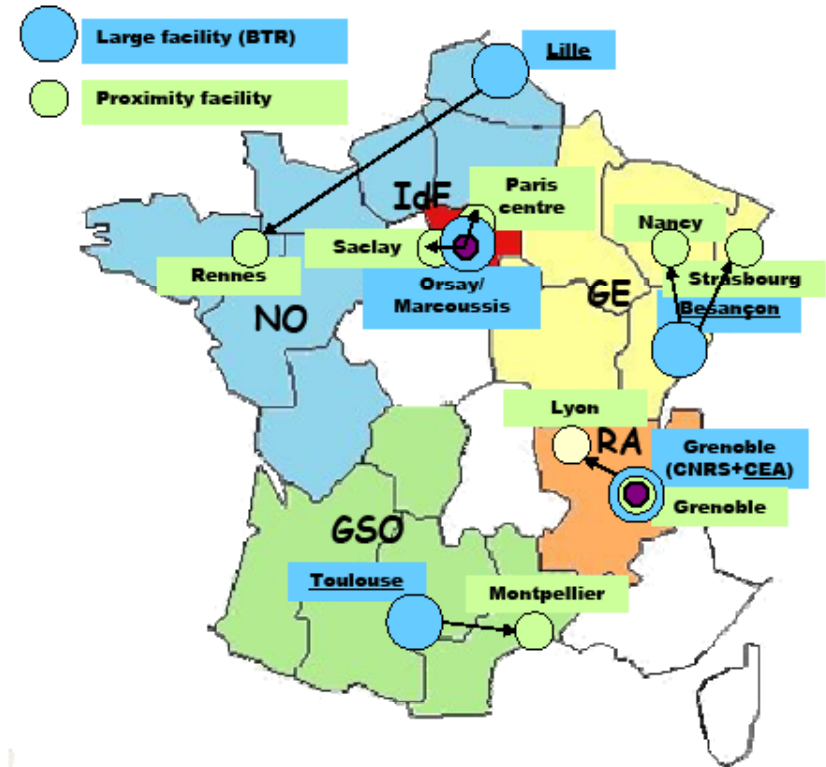 Large facility (BTR)
Proximity facility
Lille
IdF
Paris
centre
Saclay
Nancy
Rennes
Strasbourg
Orsay/
Marcoussis
GE
Besançon
NO
Lyon
RA
Grenoble
(CNRS+CEA)
Grenoble
GSO
Toulouse
Montpellier